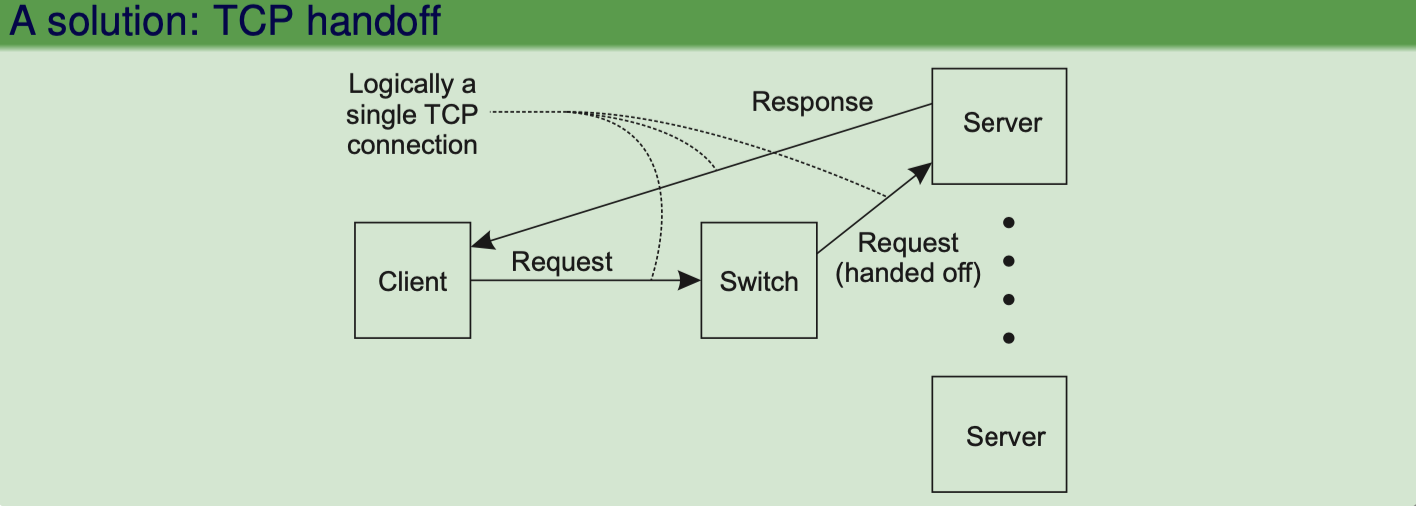 A solution: TCP handoff
Logically a
single TCP
connection
Response
Server
Client
Request
Switch
Request
(handed off)
Server